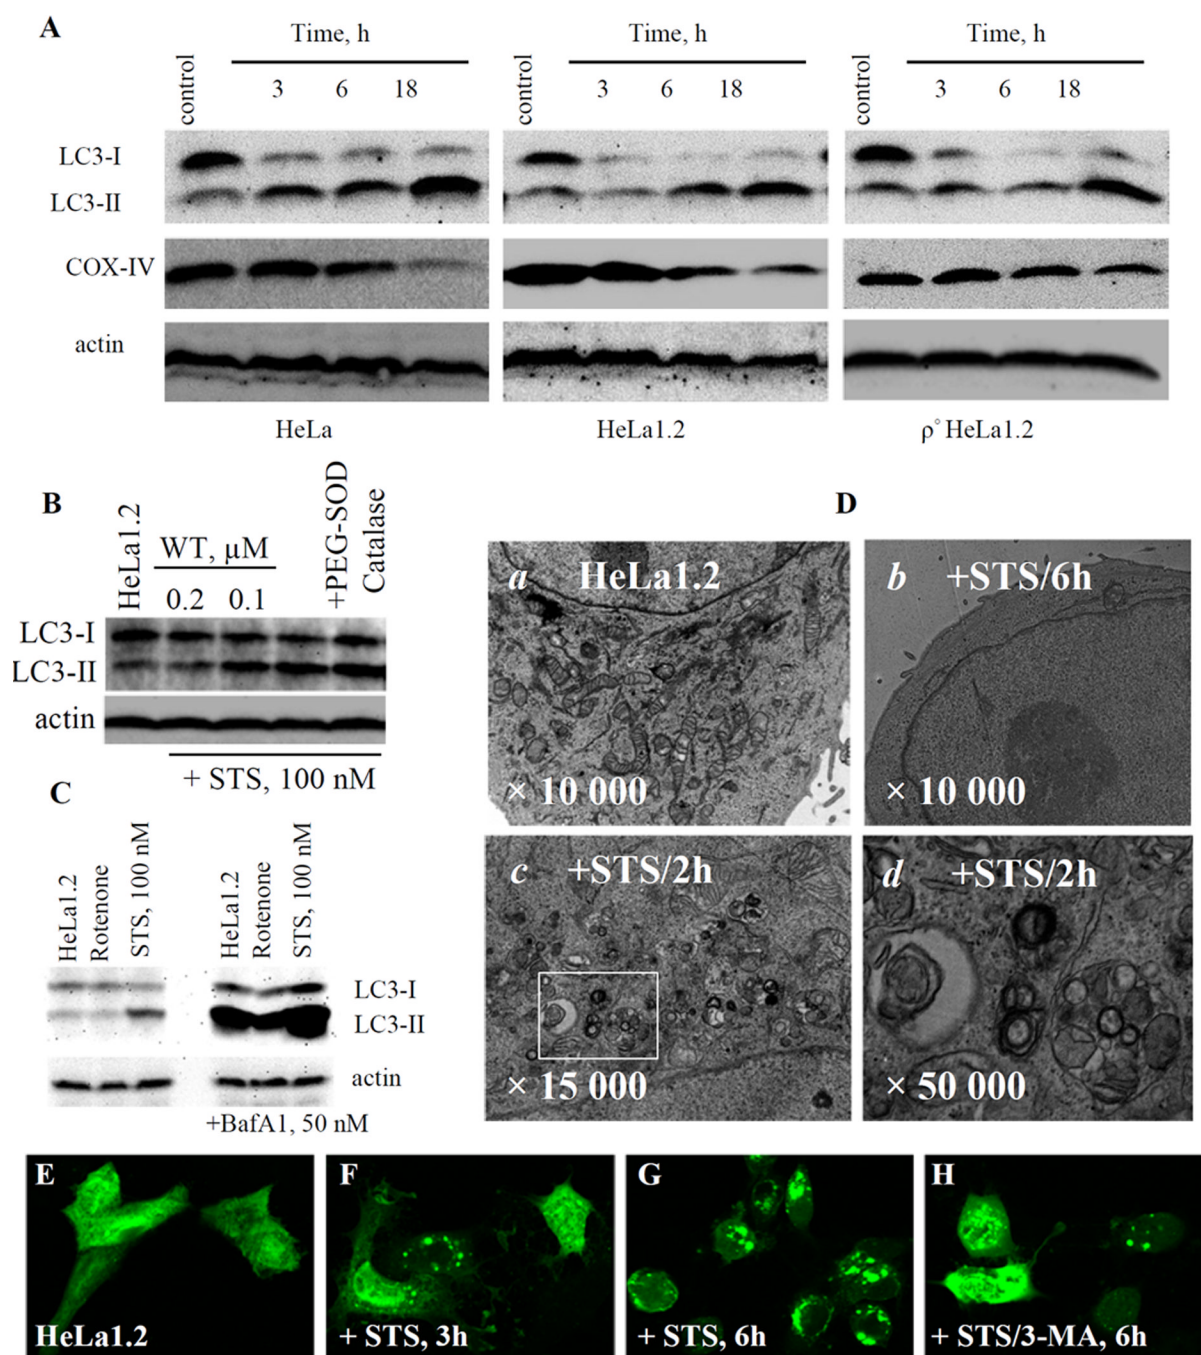 A
Time, h
Time, h
Time, h
control
3 6 18
control
3 6 18
control
3 6 18
LC3-I
LC3-II
COX-IV
actin
HeLa
HeLa1.2
ρ° HeLa1.2
B
HeLa1.2
WT, µM
0.2 0.1
+PEG-SOD
Catalase
LC3-I
LC3-II
actin
+ STS, 100 nM
C
HeLa1.2
Rotenone
STS, 100 nM
HeLa1.2
Rotenone
STS, 100 nM
LC3-I
LC3-II
actin
+BafA1, 50 nM
D
a HeLa1.2
× 10 000
b +STS/6h
× 10 000
c +STS/2h
× 15 000
d +STS/2h
× 50 000
E
HeLa1.2
F
+ STS, 3h
G
+ STS, 6h
H
+ STS/3-MA, 6h